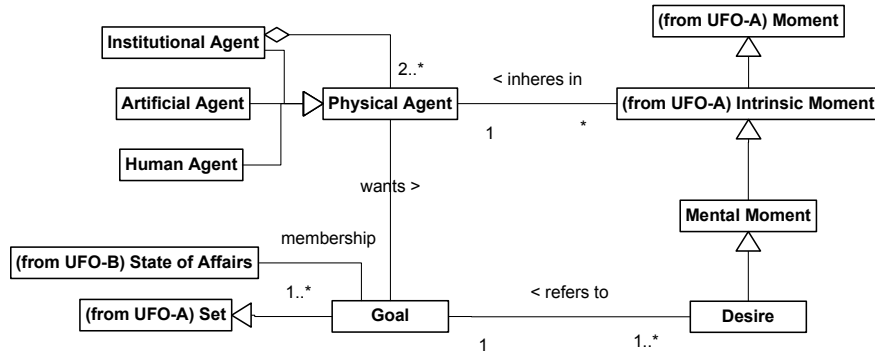 (from UFO-A) Moment
Institutional Agent
2..*
< inheres in
Artificial Agent
Physical Agent
(from UFO-A) Intrinsic Moment
1
*
Human Agent
wants >
Mental Moment
membership
(from UFO-B) State of Affairs
1..*
< refers to
(from UFO-A) Set
Goal
Desire
1
1..*